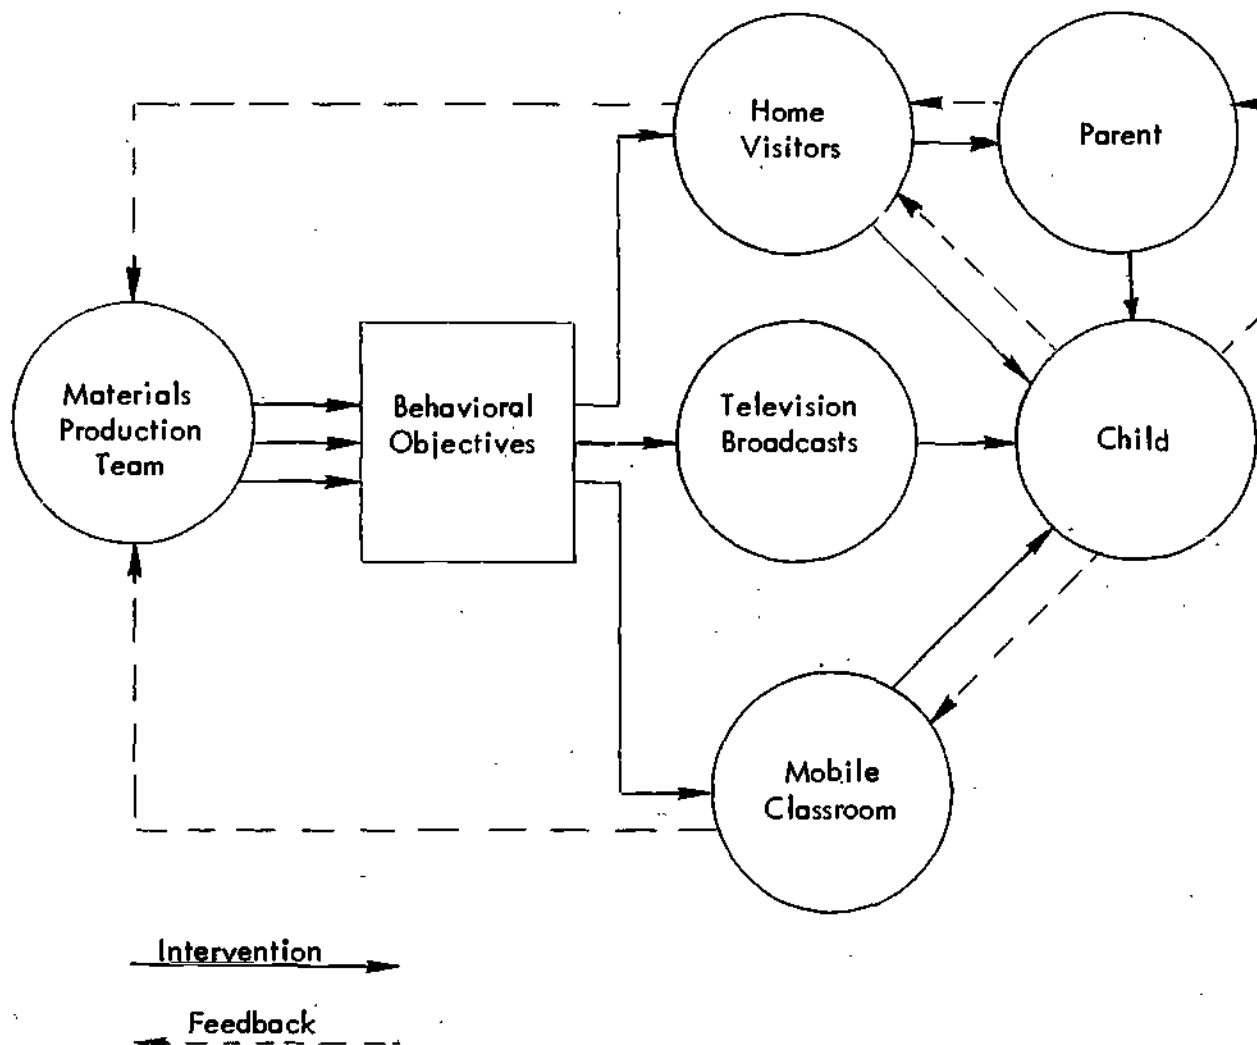 Home
Visitors
Parent
Materials
Production
Team
Behavioral
Objectives
Television
Broadcasts
Child
Mobile
Classroom
Intervention
Feedback